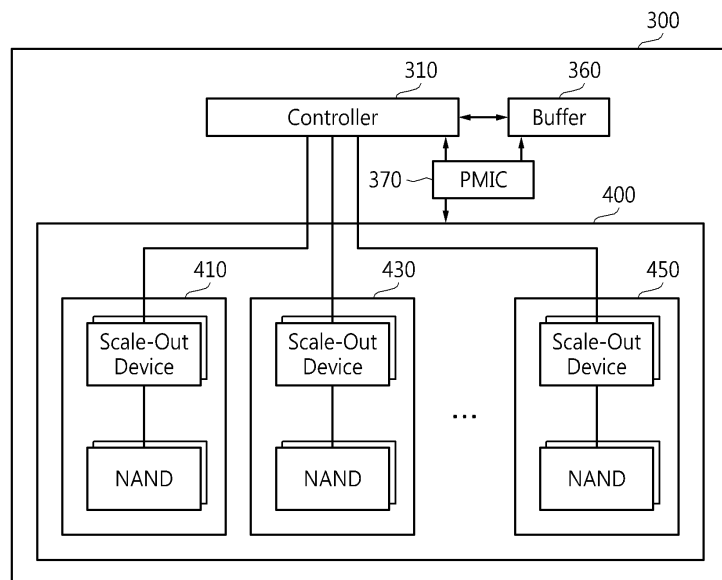 300
310
360
Controller
Buffer
370
PMIC
400
410
430
450
Scale-Out
Device
Scale-Out
Device
Scale-Out
Device
...
NAND
NAND
NAND